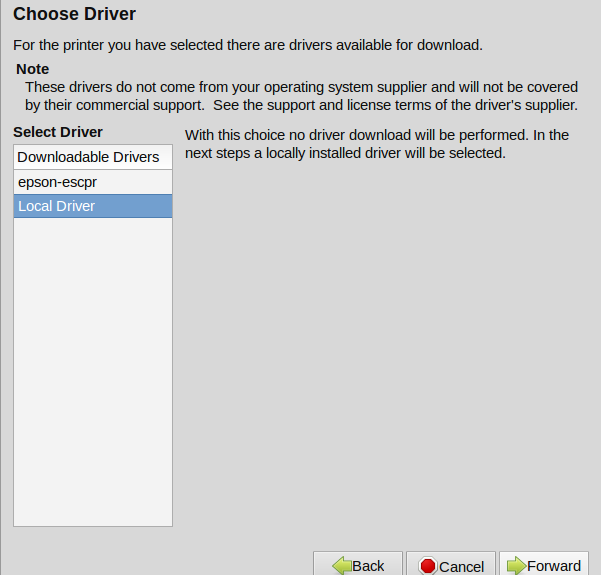 Choose Driver
For the printer you have selected there are drivers available for download.
Note
These drivers do not come from your operating system supplier and will not be covered
by their commercial support.  See the support and license terms of the driver's supplier.
Select Driver
Downloadable Drivers
epson-escpr
Local Driver
With this choice no driver download will be performed. In the
next steps a locally installed driver will be selected.
Back
Cancel
Forward